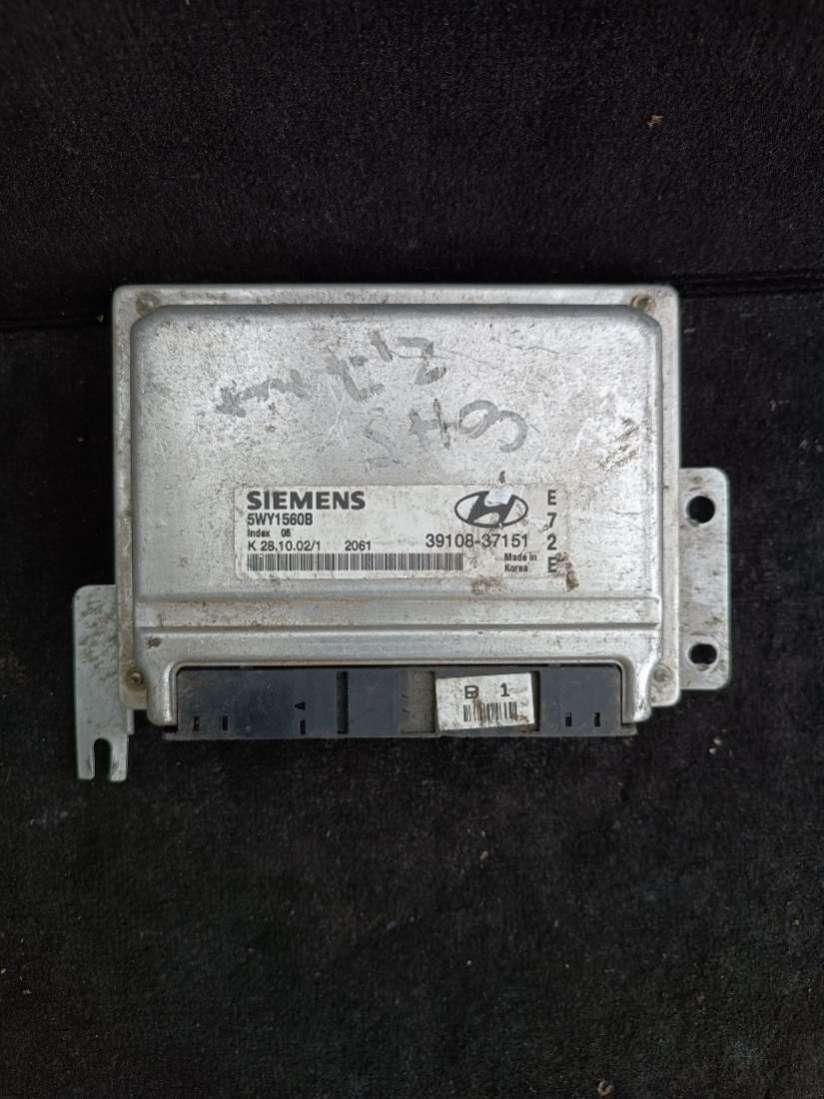 SIEMENS
5WY1560B
Index 06
K 28.10.02/1 2061
39108-37151
Made in
Korea
E
7
2
E
B 1